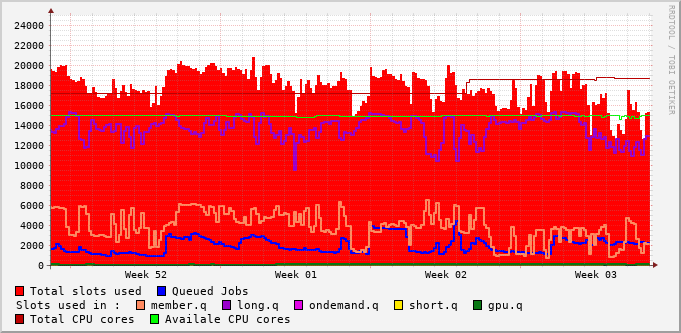 RRDTOOL / TOBI OETIKER
24000
22000
20000
18000
16000
14000
12000
10000
8000
6000
4000
2000
0
Week 52 Week 01 Week 02 Week 03
Total slots used Queued Jobs
Slots used in : member.q long.q ondemand.q short.q gpu.q
Total CPU cores Availale CPU cores